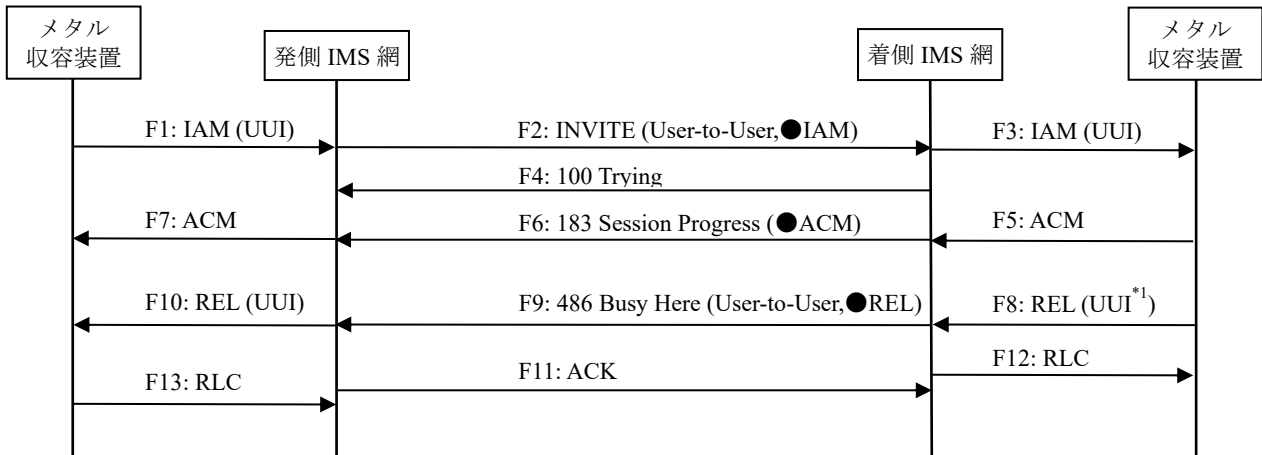 メタル
収容装置
発側 IMS 網
着側 IMS 網
メタル
収容装置
F1: IAM (UUI)
F2: INVITE (User-to-User,●IAM)
F3: IAM (UUI)
F4: 100 Trying
F7: ACM
F6: 183 Session Progress (●ACM)
F5: ACM
F10: REL (UUI)
F9: 486 Busy Here (User-to-User,●REL)
F8: REL (UUI*1)
F13: RLC
F11: ACK
F12: RLC